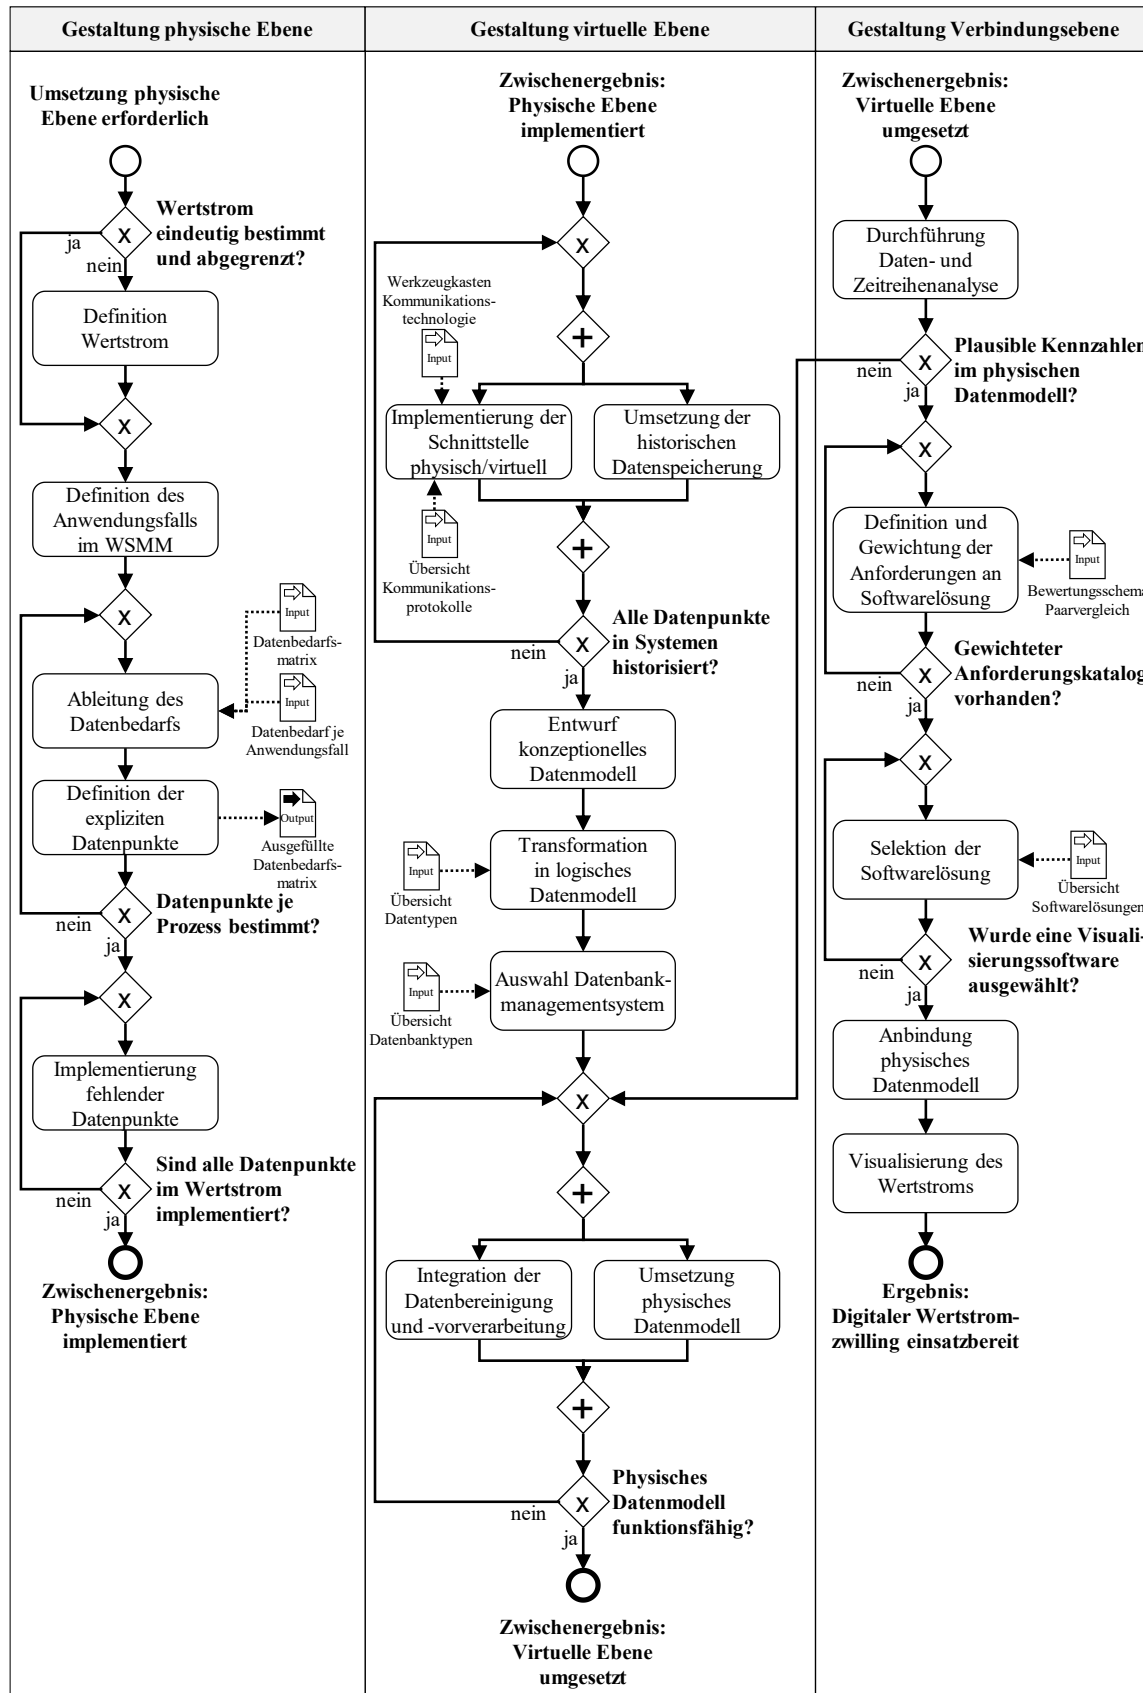 Gestaltung physische Ebene
Umsetzung physische
Ebene erforderlich
X
Wertstrom
eindeutig bestimmt
und abgegrenzt?
ja
nein
Definition
Wertstrom
X
Definition des
Anwendungsfalls
im WSMM
X
Input
Datenbedarfs-
matrix
Ableitung des
Datenbedarfs
Input
Datenbedarf je
Anwendungsfall
Definition der
expliziten
Datenpunkte
Output
Ausgefüllte
Datenbedarfs-
matrix
X
Datenpunkte je
Prozess bestimmt?
nein
ja
X
Implementierung
fehlender
Datenpunkte
X
Sind alle Datenpunkte
im Wertstrom
implementiert?
nein
ja
Zwischenergebnis:
Physische Ebene
implementiert
Gestaltung virtuelle Ebene
Zwischenergebnis:
Physische Ebene
implementiert
X
Werkzeugkasten
Kommunikations-
technologie
Input
+
Implementierung der
Schnittstelle
physisch/virtuell
Umsetzung der
historischen
Datenspeicherung
Input
Übersicht
Kommunikations-
protokolle
+
X
Alle Datenpunkte
in Systemen
historisiert?
nein
ja
Entwurf
konzeptionelles
Datenmodell
Transformation
in logisches
Datenmodell
Input
Übersicht
Datentypen
Auswahl Datenbank-
managementsystem
Input
Übersicht
Datenbanktypen
X
+
Integration der
Datenbereinigung
und -vorverarbeitung
Umsetzung
physisches
Datenmodell
+
X
Physisches
Datenmodell
funktionsfähig?
nein
ja
Zwischenergebnis:
Virtuelle Ebene
umgesetzt
Gestaltung Verbindungsebene
Zwischenergebnis:
Virtuelle Ebene
umgesetzt
Durchführung
Daten- und
Zeitreihenanalyse
X
Plausible Kennzahlen
im physischen
Datenmodell?
nein
ja
X
Definition und
Gewichtung der
Anforderungen an
Softwarelösung
Input
Bewertungsschema
Paarvergleich
X
Gewichteter
Anforderungskatalog
vorhanden?
nein
ja
X
Selektion der
Softwarelösung
Input
Übersicht
Softwarelösungen
X
Wurde eine Visuali-
sierungssoftware
ausgewählt?
nein
ja
Anbindung
physisches
Datenmodell
Visualisierung des
Wertstroms
Ergebnis:
Digitaler Wertstrom-
zwilling einsatzbereit